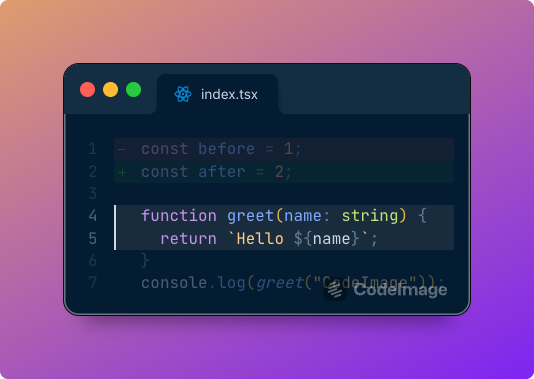 index.tsx
1 - const before = 1;
2 + const after = 2;
3
4 function greet(name: string) {
5 return `Hello ${name}`;
6 }
7 console.log(greet("CodeImage"));
CodeImage